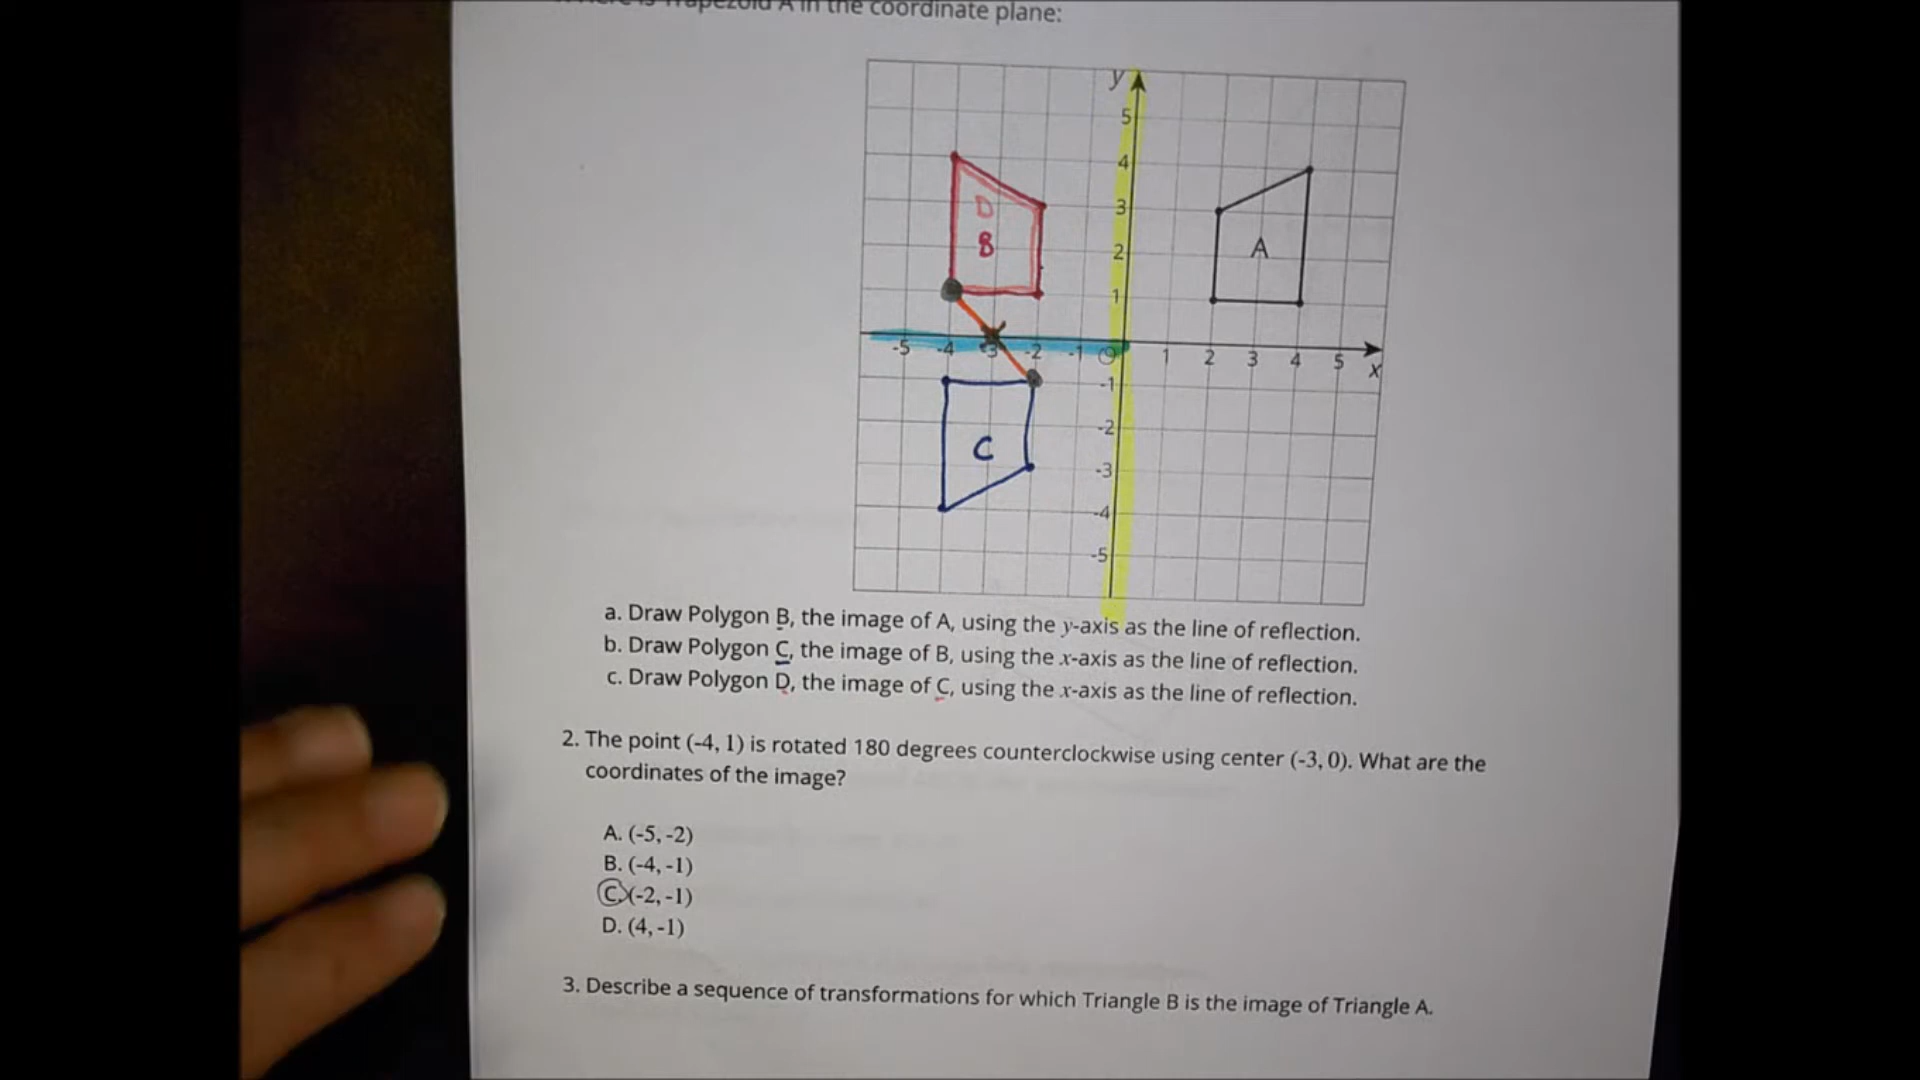 Here is Trapezoid A in the coordinate plane:
y
5
4
3
2
1
D
B
A
-5 -4 -3 -2 -1 O 1 2 3 4 5 x
-1
-2
-3
-4
-5
C
a. Draw Polygon B, the image of A, using the y-axis as the line of reflection.
b. Draw Polygon C, the image of B, using the x-axis as the line of reflection.
c. Draw Polygon D, the image of C, using the x-axis as the line of reflection.
2. The point (-4, 1) is rotated 180 degrees counterclockwise using center (-3, 0). What are the
coordinates of the image?
A. (-5, -2)
B. (-4, -1)
C. (-2, -1)
D. (4, -1)
3. Describe a sequence of transformations for which Triangle B is the image of Triangle A.